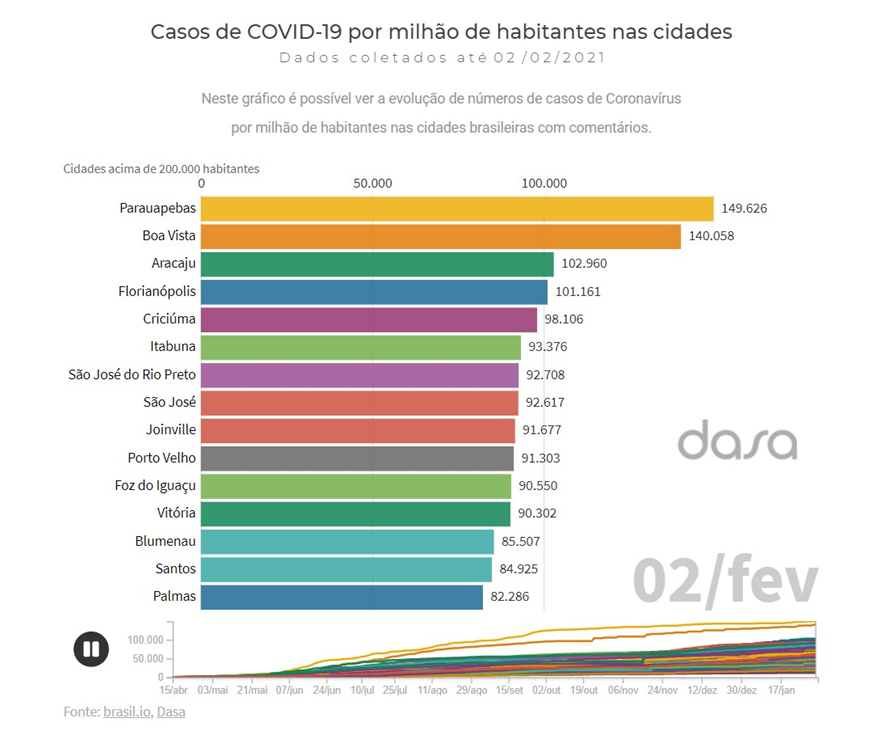 Casos de COVID-19 por milhão de habitantes nas cidades
Dados coletados até 02 /02/2021
Neste gráfico é possível ver a evolução de números de casos de Coronavírus
por milhão de habitantes nas cidades brasileiras com comentários.
Cidades acima de 200.000 habitantes
0 50.000 100.000
Parauapebas 149.626
Boa Vista 140.058
Aracaju 102.960
Florianópolis 101.161
Criciúma 98.106
Itabuna 93.376
São José do Rio Preto 92.708
São José 92.617
Joinville 91.677
Porto Velho 91.303
Foz do Iguaçu 90.550
Vitória 90.302
Blumenau 85.507
Santos 84.925
Palmas 82.286
dasa
02/fev
100.000
50.000
0
15/abr 03/mai 21/mai 07/jun 24/jun 10/jul 25/jul 11/ago 29/ago 15/set 02/out 19/out 06/nov 24/nov 12/dez 30/dez 17/jan
Fonte: brasil.io, Dasa